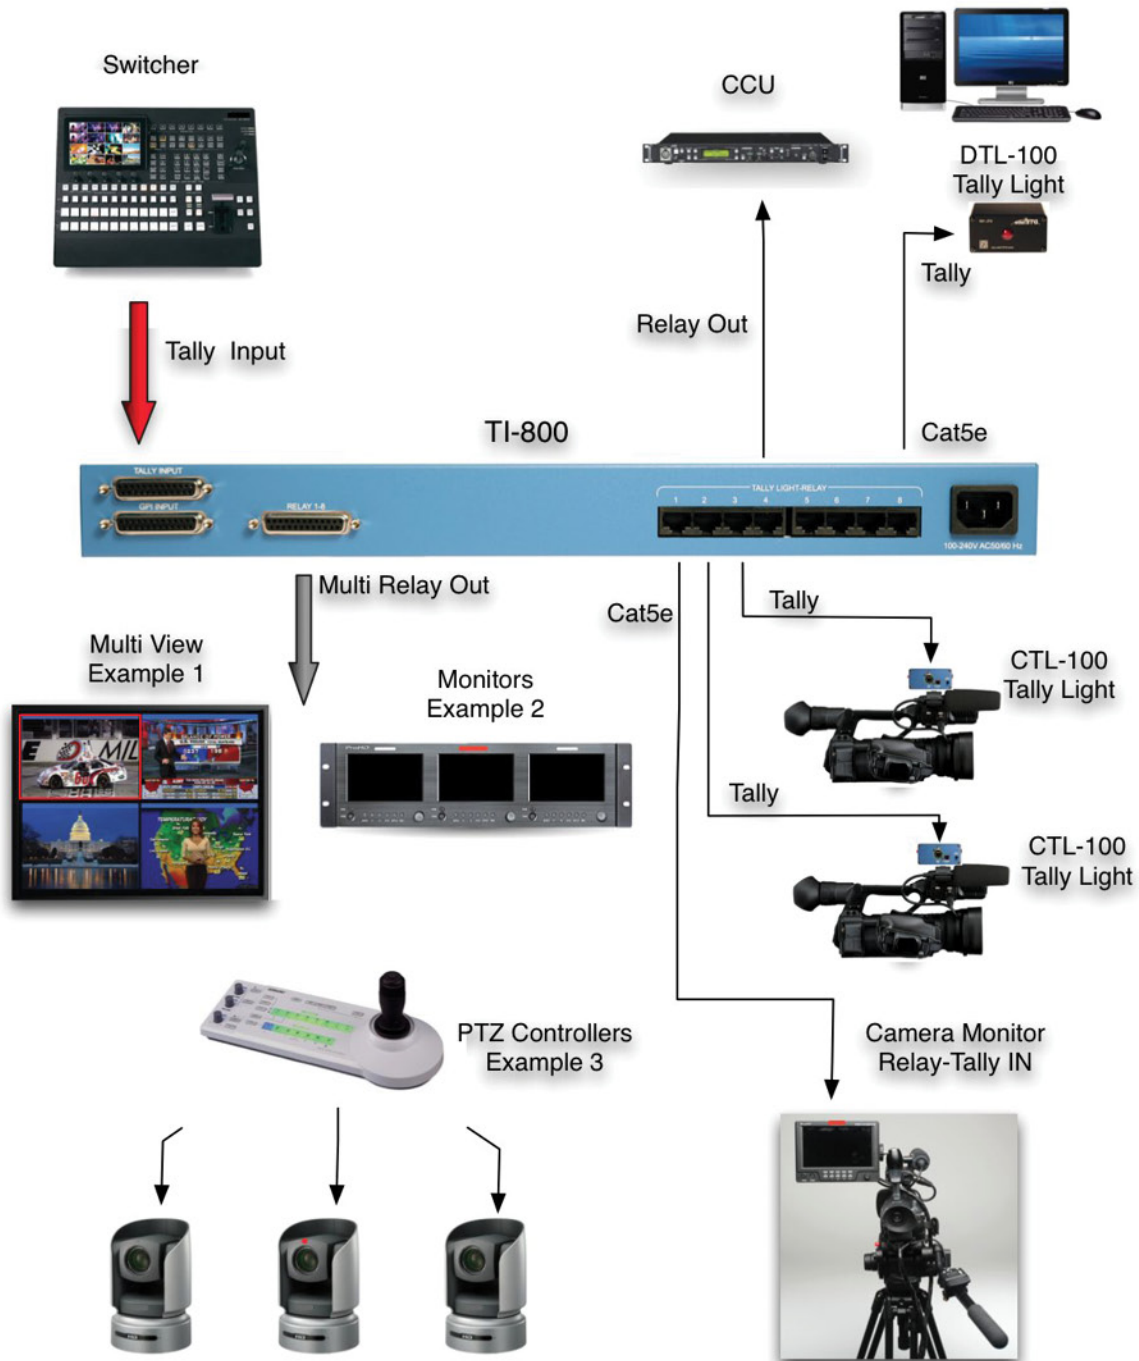 Switcher
CCU
DTL-100
Tally Light
Tally
Relay Out
Tally Input
TI-800
Cat5e
TALLY INPUT
GPI INPUT
RELAY 1-8
TALLY LIGHT-RELAY
1 2 3 4 5 6 7 8
100-240V AC50/60 Hz
Multi Relay Out
Cat5e
Tally
Multi View
Example 1
Monitors
Example 2
CTL-100
Tally Light
Tally
CTL-100
Tally Light
PTZ Controllers
Example 3
Camera Monitor
Relay-Tally IN